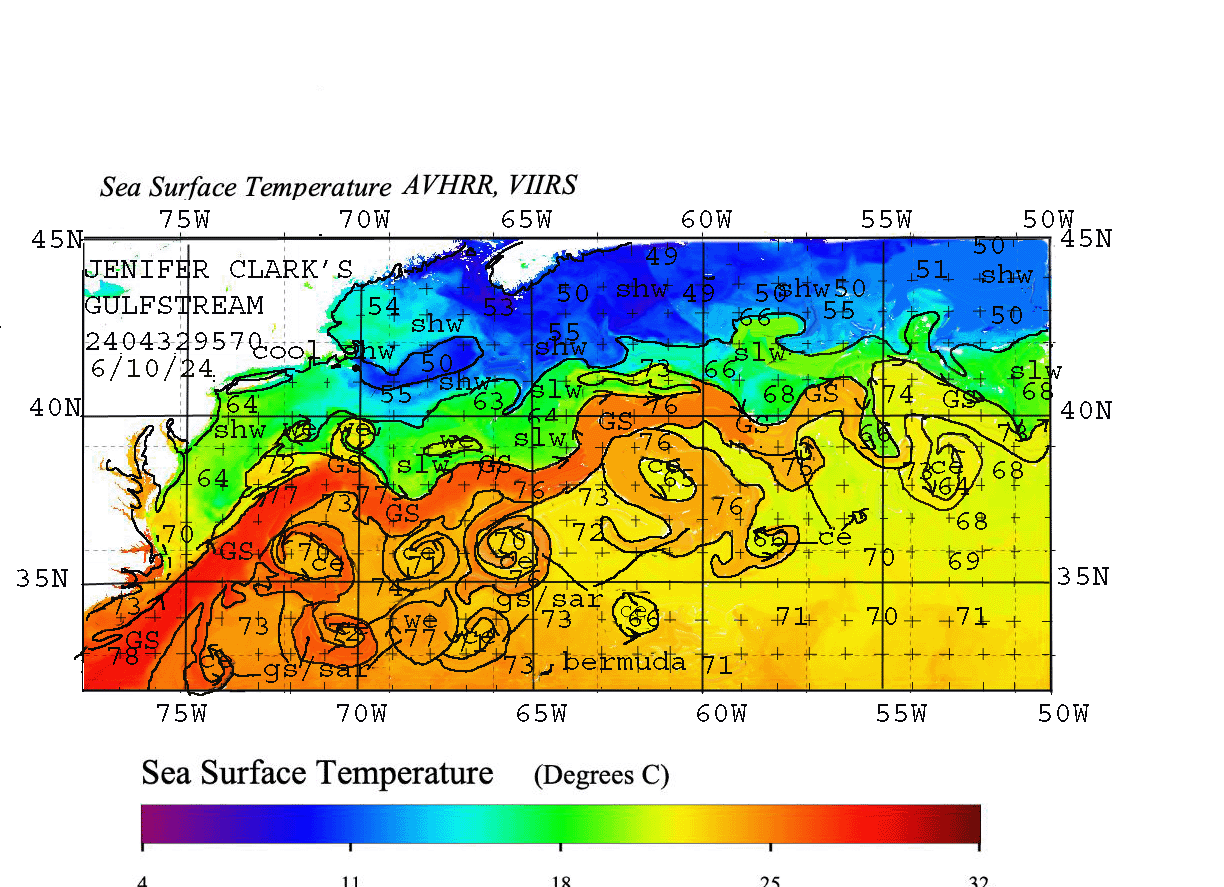 Sea Surface Temperature AVHRR, VIIRS
75W 70W 65W 60W 55W 50W
45N 45N
50
JENIFER CLARK'S 49 51 shw
GULFSTREAM 54 53 50 shw 49 50 shw 50
shw 55 66 55 50
2404329570 cool shw shw slw
6/10/24 50 73 66 slw
55 shw slw 68 GS 74 GS 68
64 63 64 76
40N 40N
shw we we we slw GS 76 GS 66 73
72 GS slw GS ce 75 73 ce 68
64 77 73 77 76 73 65 76 64
GS 68
70 72 66 ce
GS 70 ce 70 70 69
ce 71 ce
35N 35N
74 76
73 gs/sar
73 we 73 ce 66 71 70 71
GS 77 ce
78 ce gs/sar 73 bermuda 71
75W 70W 65W 60W 55W 50W
Sea Surface Temperature (Degrees C)
4 11 18 25 32